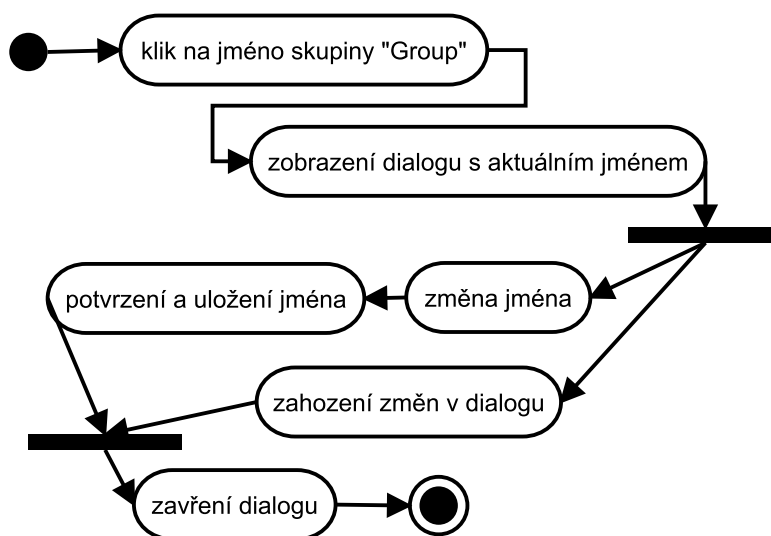 klik na jméno skupiny "Group"
zobrazení dialogu s aktuálním jménem
potvrzení a uložení jména
změna jména
zahození změn v dialogu
zavření dialogu